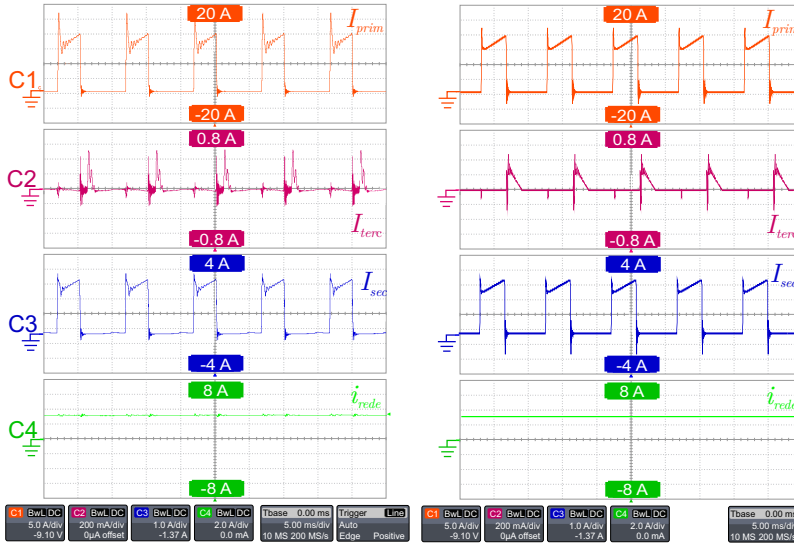 20 A
I_prim
C1
-20 A
0.8 A
C2
I_terc
-0.8 A
4 A
I_sec
C3
-4 A
8 A
i_rede
C4
-8 A
C1 BwL DC
5.0 A/div
-9.10 V
C2 BwL DC
200 mA/div
0µA offset
C3 BwL DC
1.0 A/div
-1.37 A
C4 BwL DC
2.0 A/div
0.0 mA
Tbase 0.00 ms
5.00 ms/div
10 MS 200 MS/s
Trigger Line
Auto
Edge Positive
20 A
I_prim
-20 A
0.8 A
I_terc
-0.8 A
4 A
I_sec
-4 A
8 A
i_rede
-8 A
C1 BwL DC
5.0 A/div
-9.10 V
C2 BwL DC
200 mA/div
0µA offset
C3 BwL DC
1.0 A/div
-1.37 A
C4 BwL DC
2.0 A/div
0.0 mA
Tbase 0.00 ms
5.00 ms/div
10 MS 200 MS/s